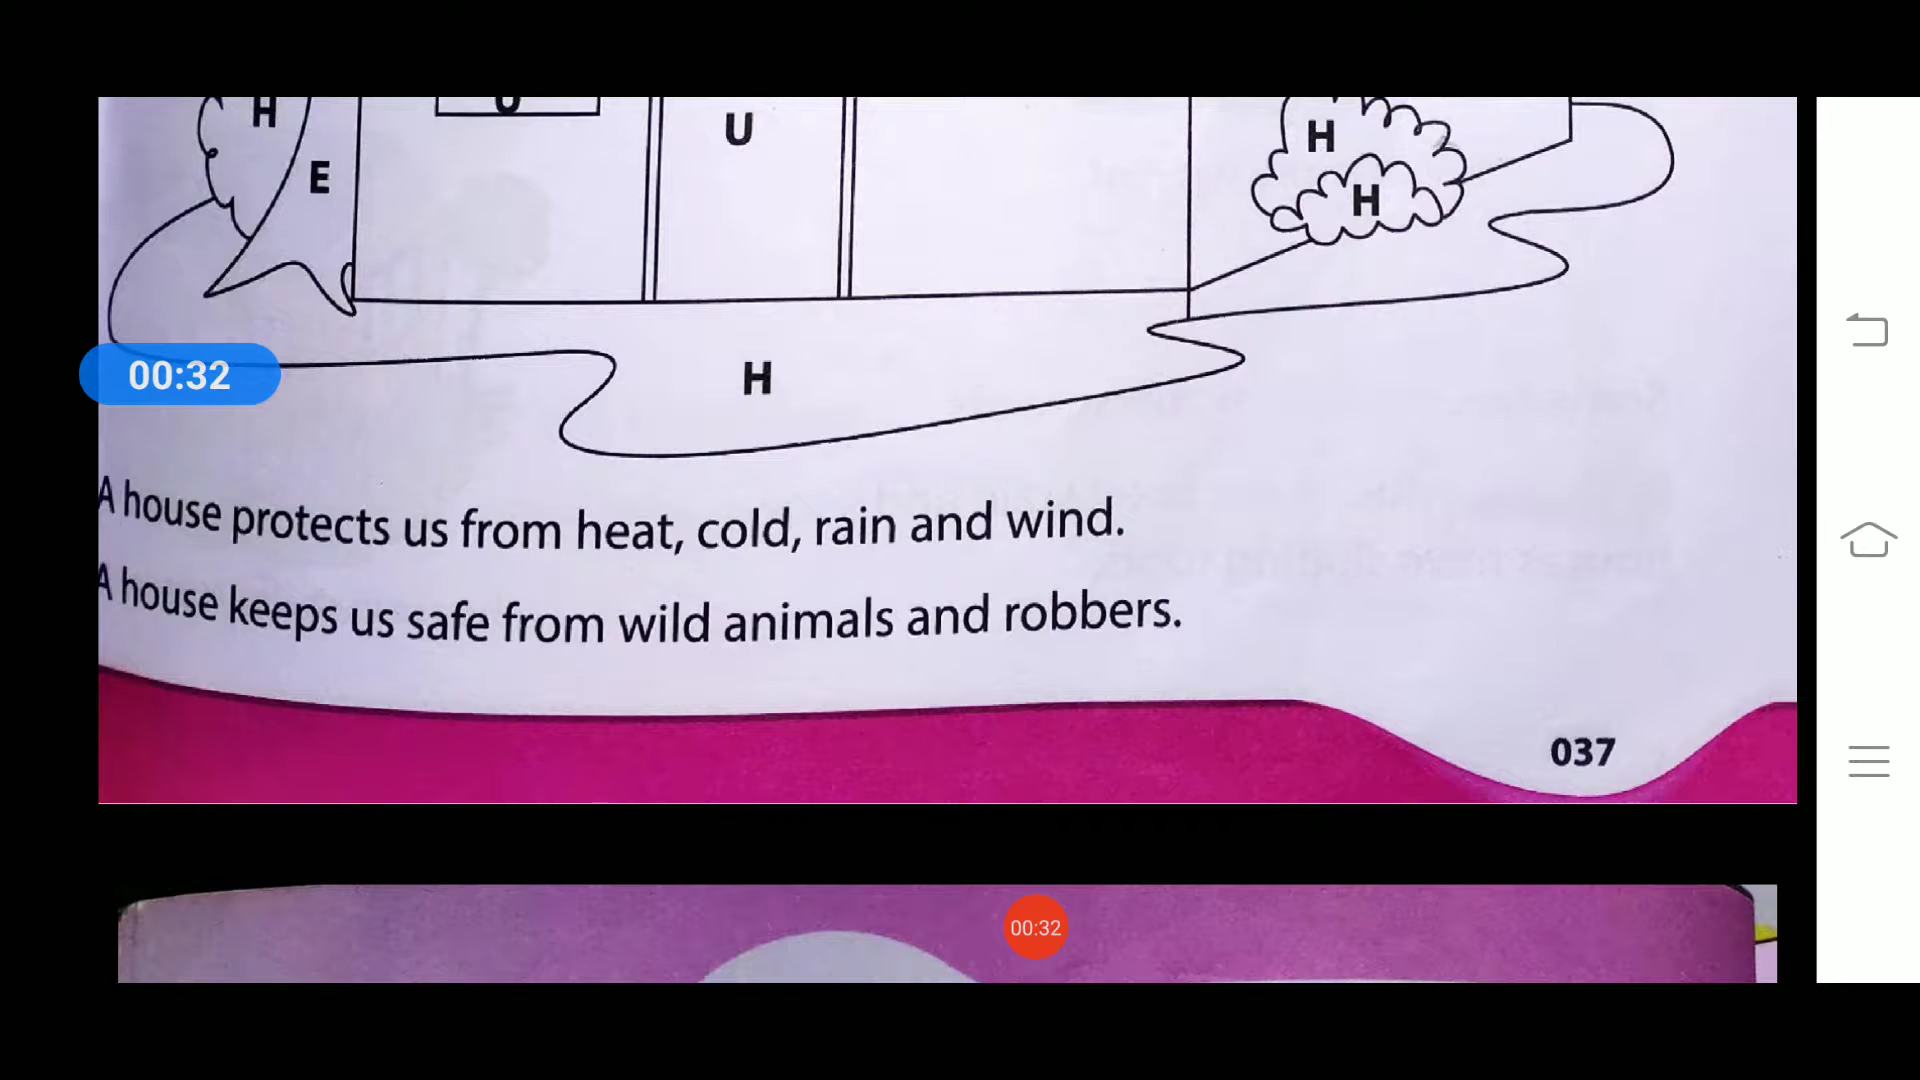 H
U
U
H
E
H
H
00:32
A house protects us from heat, cold, rain and wind.
A house keeps us safe from wild animals and robbers.
037
00:32